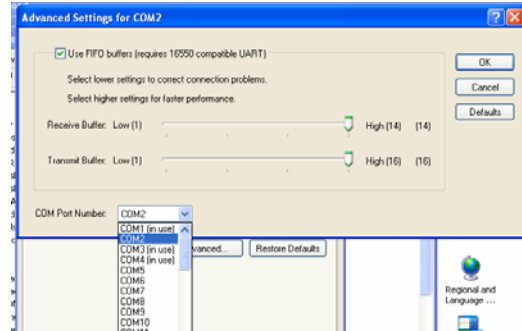 Advanced Settings for COM2
Use FIFO buffers (requires 16550 compatible UART)
OK
Select lower settings to correct connection problems.
Cancel
Select higher settings for faster performance.
Defaults
Receive Buffer: Low (1) High (14) (14)
Transmit Buffer: Low (1) High (16) (16)
COM Port Number: COM2
COM1 (in use)
COM2
COM3 (in use)
COM4 (in use)
COM5
COM6
COM7
COM8
COM9
COM10
Restore Defaults
Regional and
Language ...